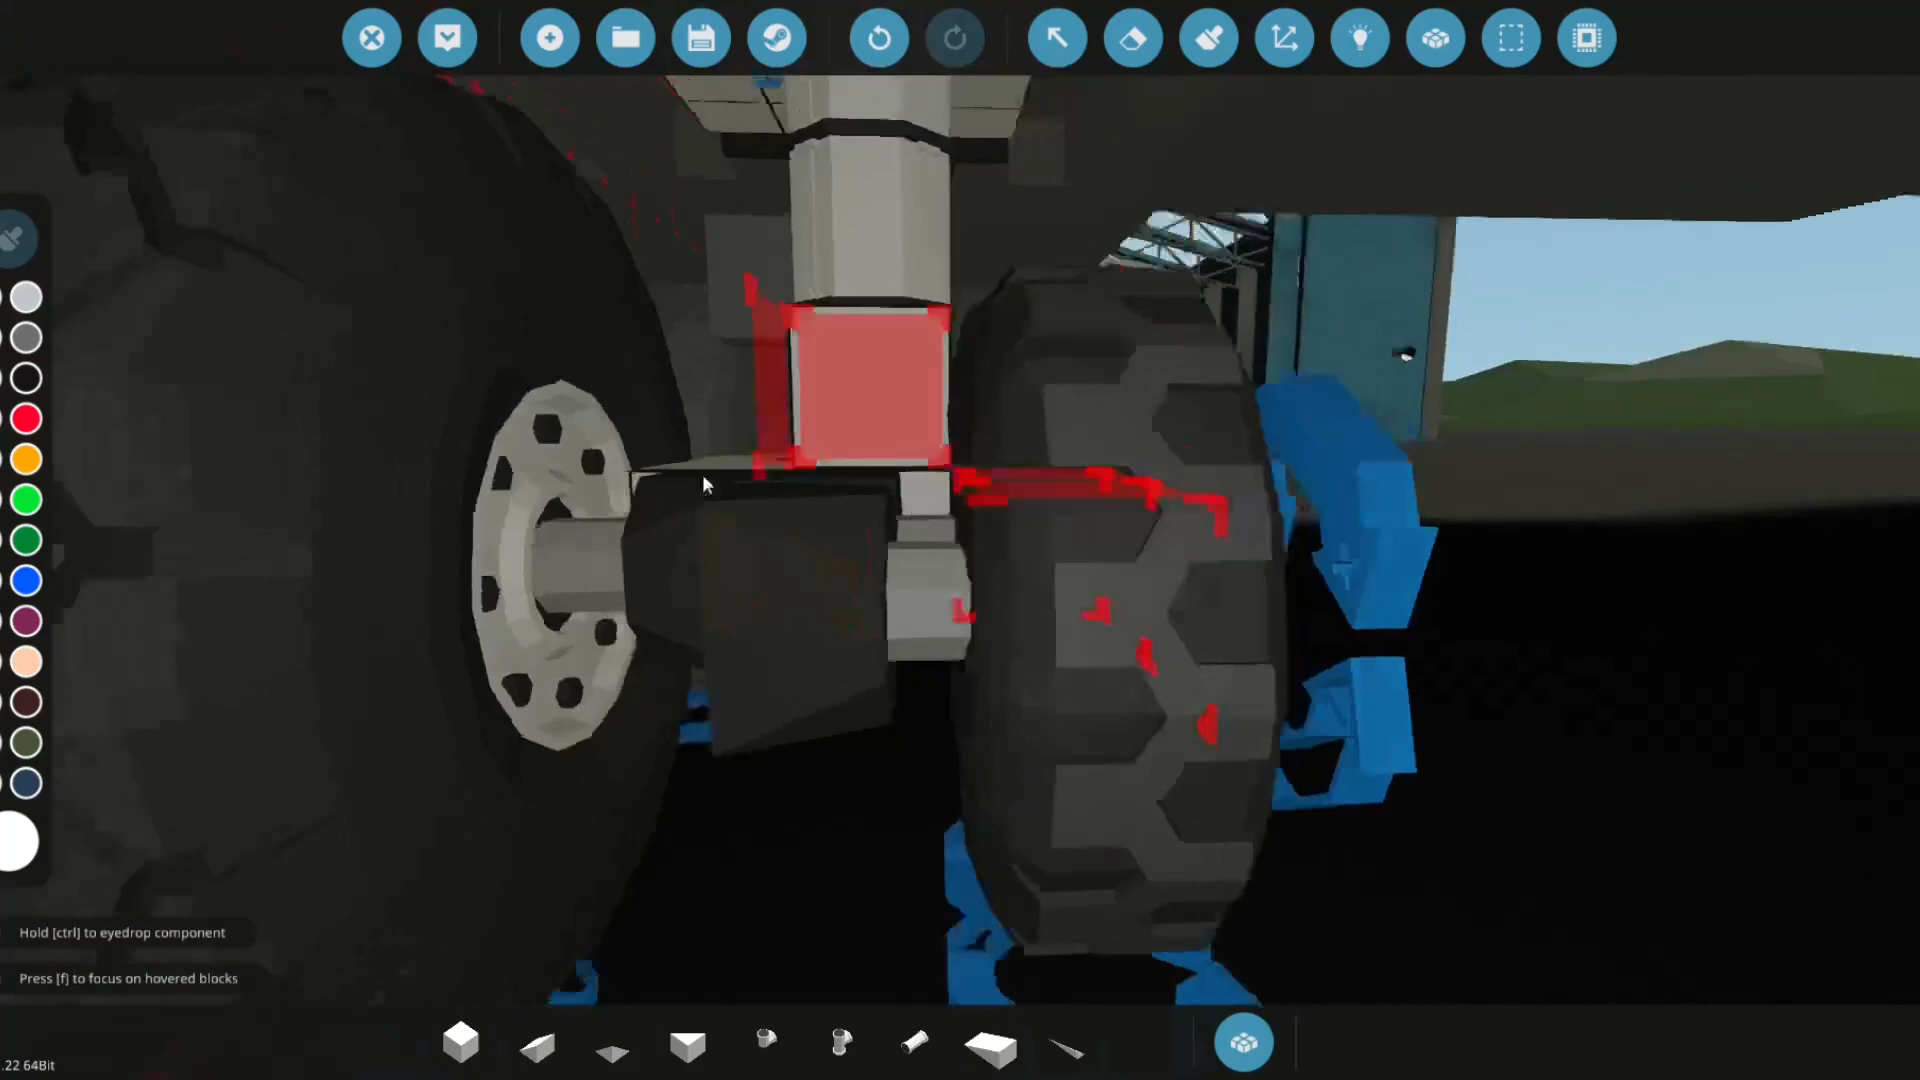 Hold [ctrl] to eyedrop component
Press [f] to focus on hovered blocks
.22 64Bit